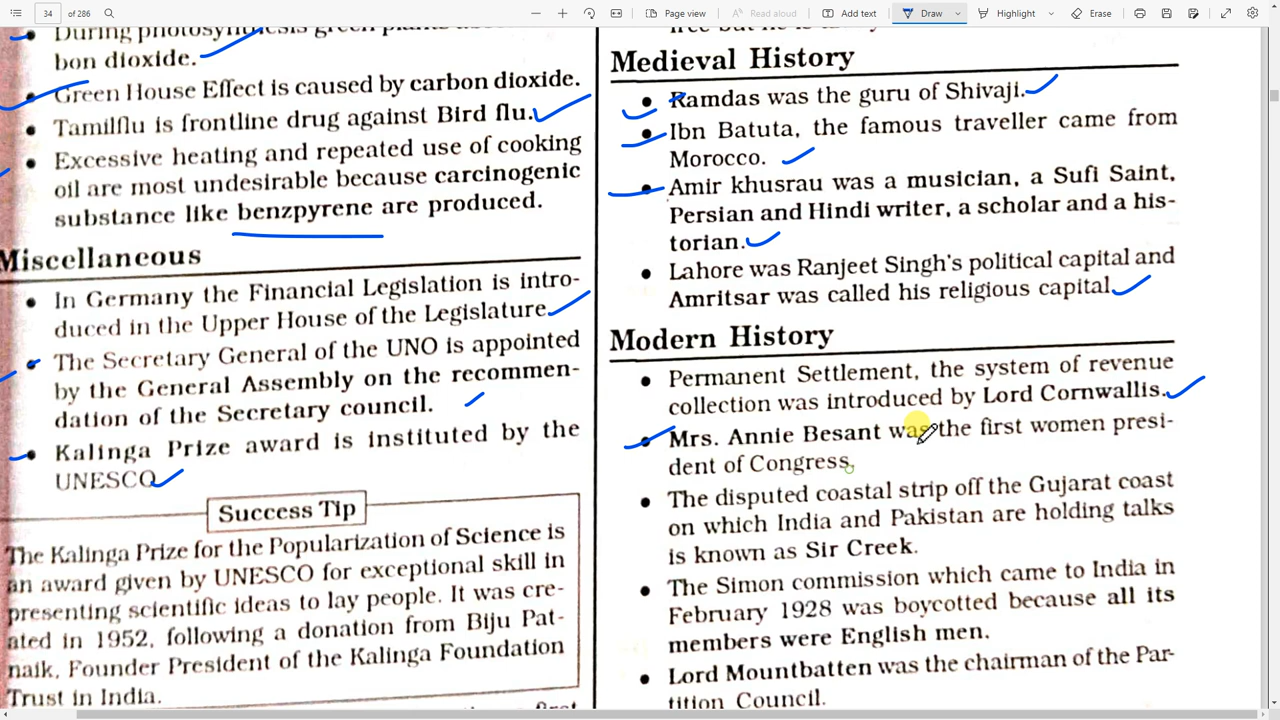 34 of 286
Page view
Read aloud
Add text
Draw
Highlight
Erase
During photosynthesis green plants
bon dioxide.
Green House Effect is caused by carbon dioxide.
Tamilflu is frontline drug against Bird flu.
Excessive heating and repeated use of cooking
oil are most undesirable because carcinogenic
substance like benzpyrene are produced.
Miscellaneous
In Germany the Financial Legislation is intro-
duced in the Upper House of the Legislature.
The Secretary General of the UNO is appointed
by the General Assembly on the recommen-
dation of the Secretary council.
Kalinga Prize award is instituted by the
UNESCO
Success Tip
The Kalinga Prize for the Popularization of Science is
an award given by UNESCO for exceptional skill in
presenting scientific ideas to lay people. It was cre-
ated in 1952, following a donation from Biju Pat-
naik, Founder President of the Kalinga Foundation
Trust in India.
Medieval History
Ramdas was the guru of Shivaji.
Ibn Batuta, the famous traveller came from
Morocco.
Amir khusrau was a musician, a Sufi Saint,
Persian and Hindi writer, a scholar and a his-
torian.
Lahore was Ranjeet Singh's political capital and
Amritsar was called his religious capital.
Modern History
Permanent Settlement, the system of revenue
collection was introduced by Lord Cornwallis.
Mrs. Annie Besant was the first women presi-
dent of Congress.
The disputed coastal strip off the Gujarat coast
on which India and Pakistan are holding talks
is known as Sir Creek.
The Simon commission which came to India in
February 1928 was boycotted because all its
members were English men.
Lord Mountbatten was the chairman of the Par-
tition Council.